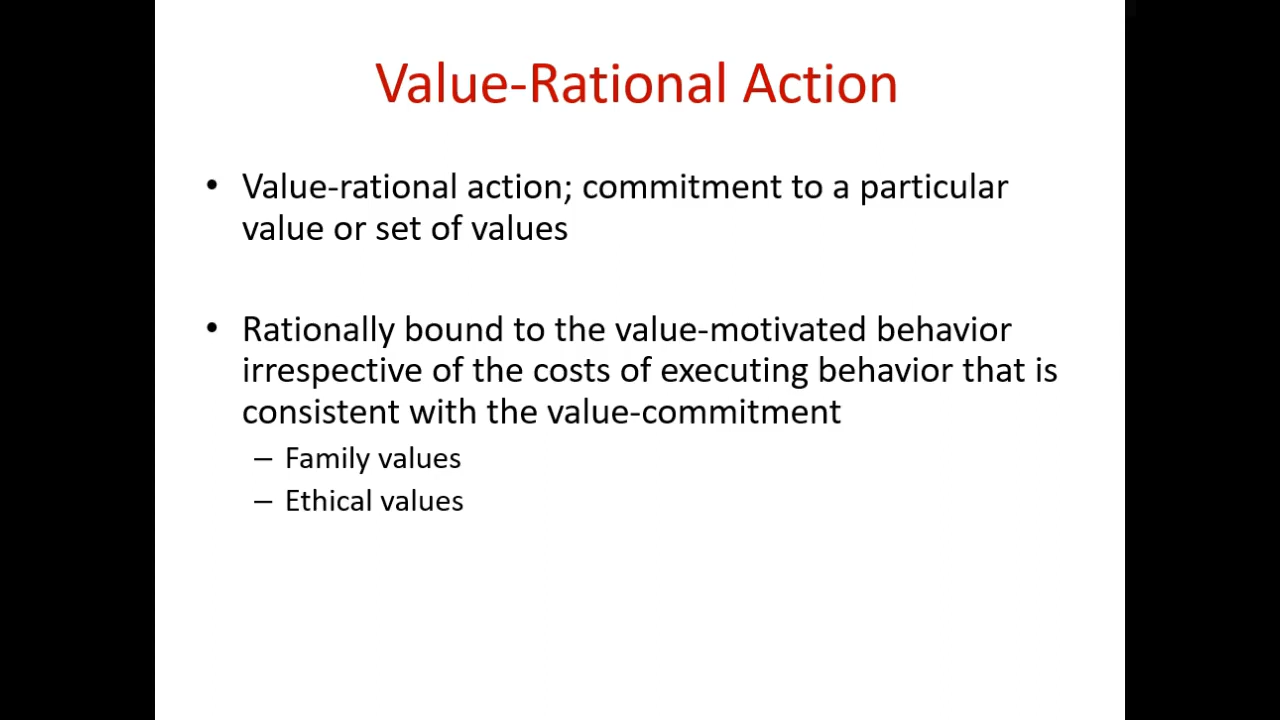 Value-Rational Action
• Value-rational action; commitment to a particular
value or set of values
• Rationally bound to the value-motivated behavior
irrespective of the costs of executing behavior that is
consistent with the value-commitment
– Family values
– Ethical values